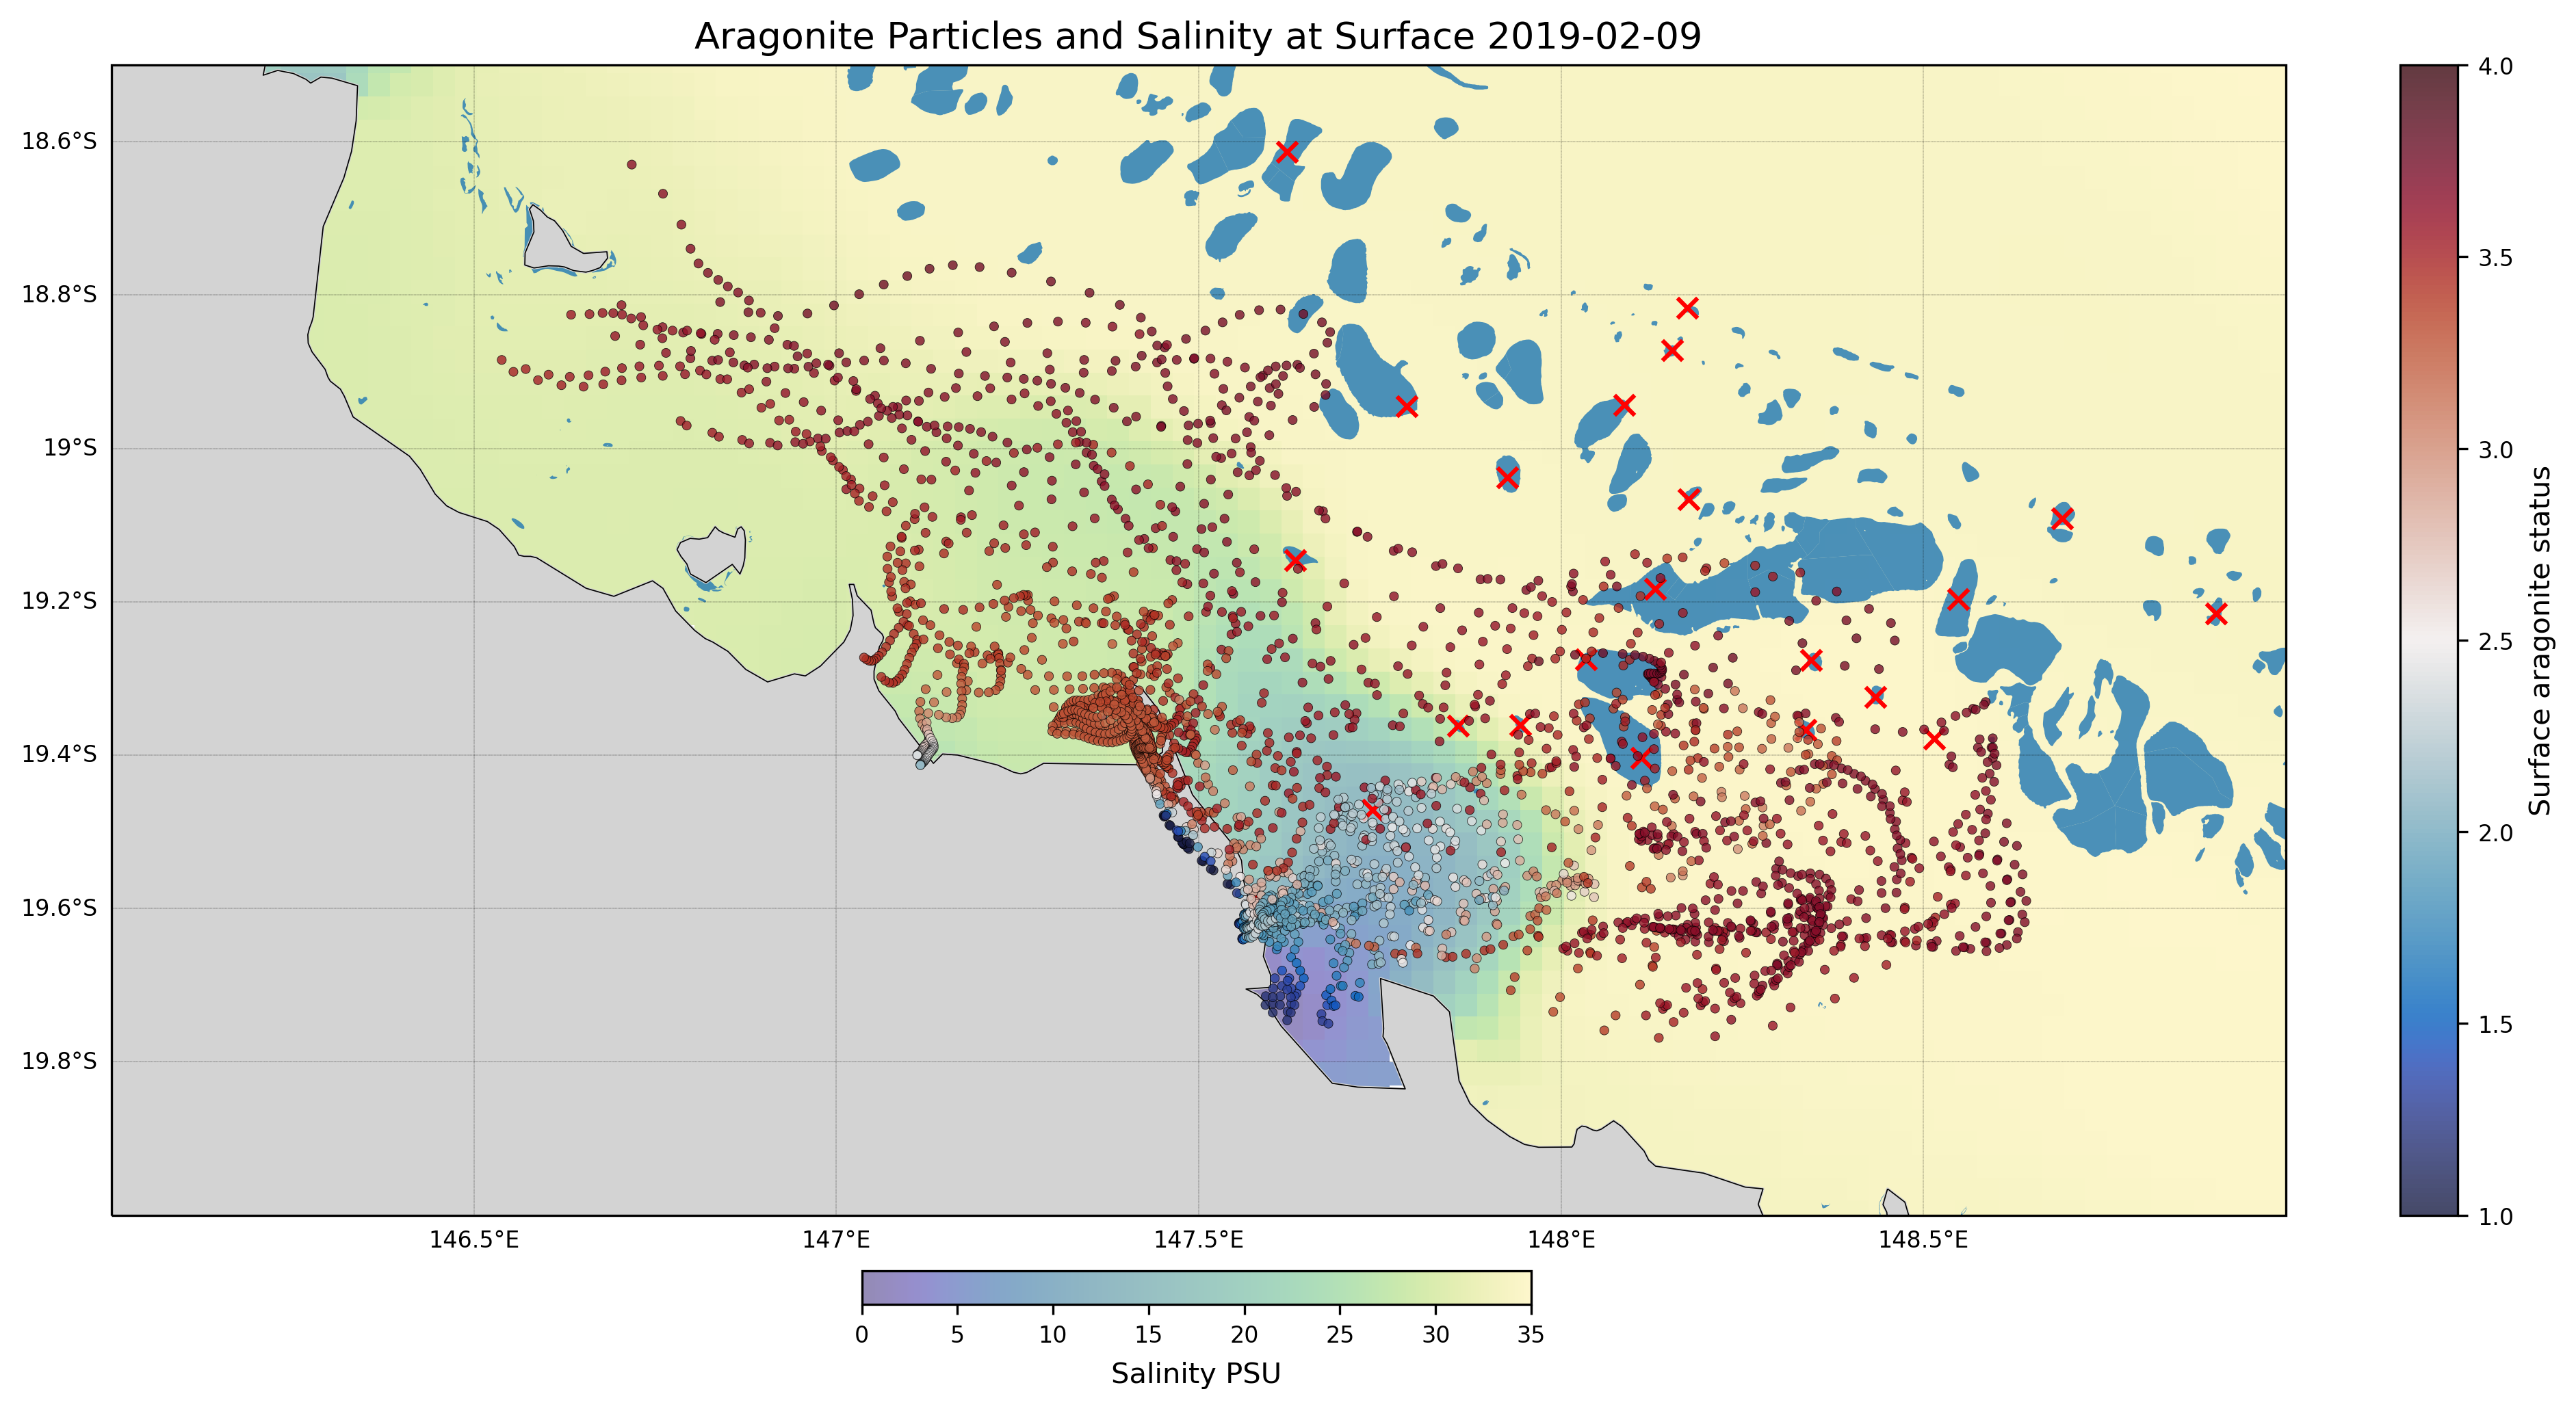 Aragonite Particles and Salinity at Surface 2019-02-09
18.6°S
18.8°S
19°S
19.2°S
19.4°S
19.6°S
19.8°S
146.5°E
147°E
147.5°E
148°E
148.5°E
4.0
3.5
3.0
2.5
2.0
1.5
1.0
Surface aragonite status
0
5
10
15
20
25
30
35
Salinity PSU